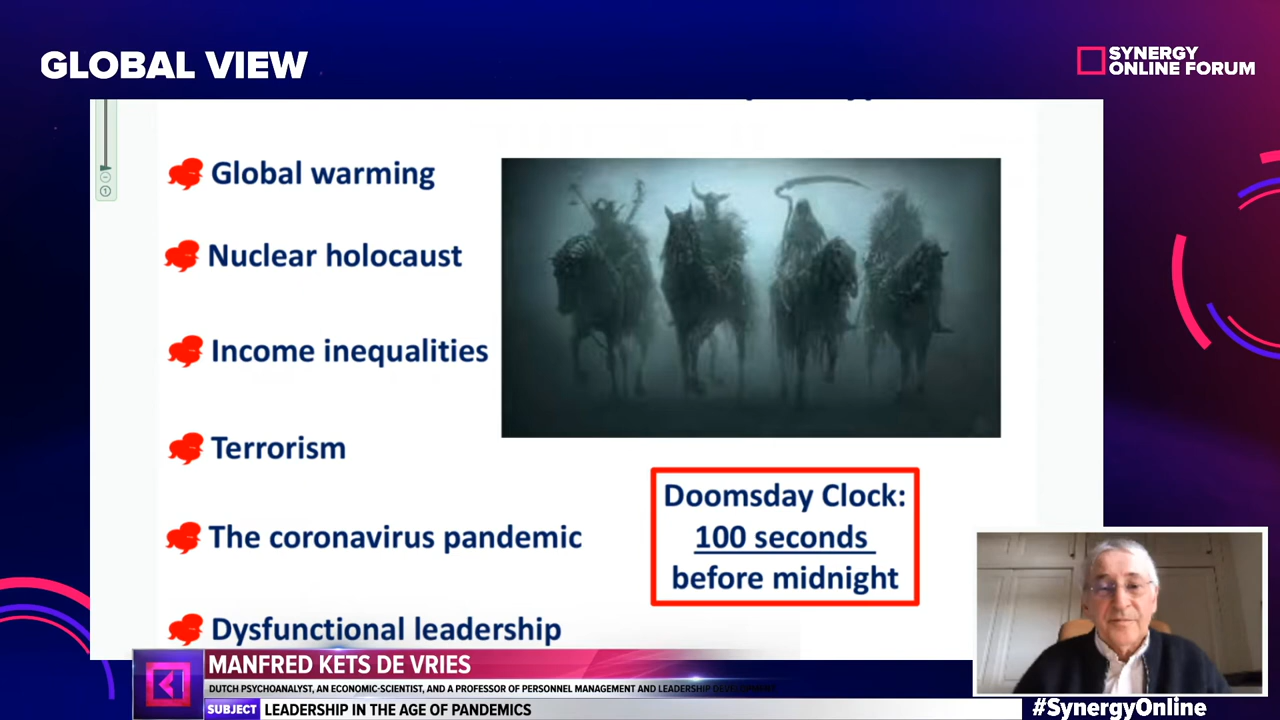 GLOBAL VIEW
SYNERGY
ONLINE FORUM
Global warming
Nuclear holocaust
Income inequalities
Terrorism
The coronavirus pandemic
Dysfunctional leadership
Doomsday Clock:
100 seconds
before midnight
MANFRED KETS DE VRIES
DUTCH PSYCHOANALYST, AN ECONOMIC-SCIENTIST, AND A PROFESSOR OF PERSONNEL MANAGEMENT AND LEADERSHIP DEVELOPMENT
SUBJECT LEADERSHIP IN THE AGE OF PANDEMICS
#SynergyOnline